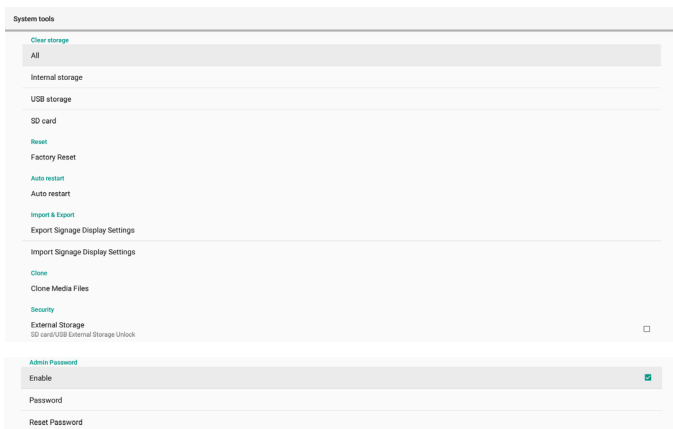 System tools
Clear storage
All
Internal storage
USB storage
SD card
Reset
Factory Reset
Auto restart
Auto restart
Import & Export
Export Signage Display Settings
Import Signage Display Settings
Clone
Clone Media Files
Security
External Storage
SD card/USB External Storage Unlock
Admin Password
Enable
Password
Reset Password